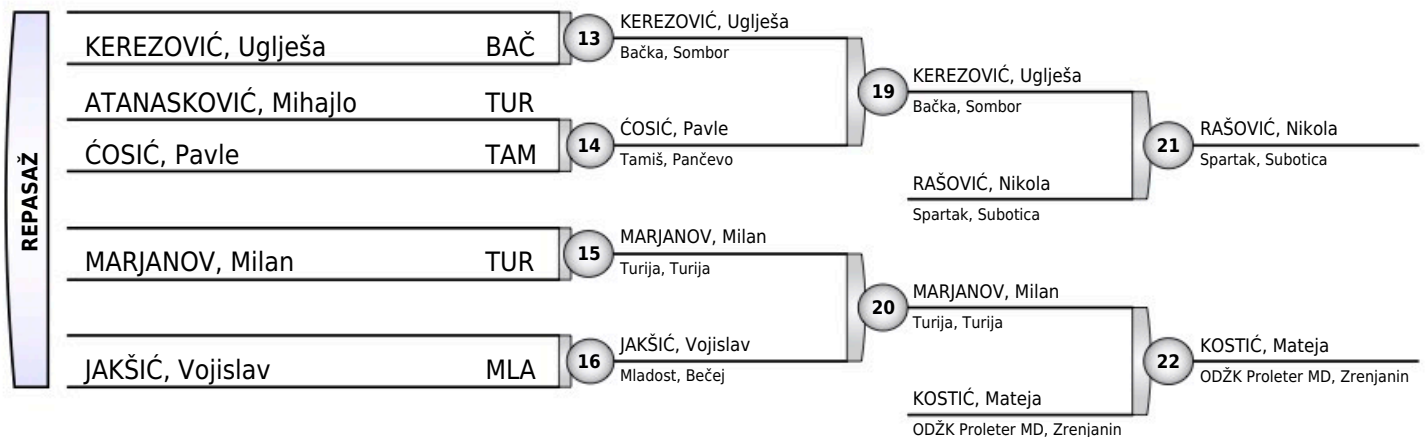 REPASAŽ
KEREZOVIĆ, Uglješa BAČ
ATANASKOVIĆ, Mihajlo TUR
ĆOSIĆ, Pavle TAM
MARJANOV, Milan TUR
JAKŠIĆ, Vojislav MLA
13
KEREZOVIĆ, Uglješa
Bačka, Sombor
14
ĆOSIĆ, Pavle
Tamiš, Pančevo
15
MARJANOV, Milan
Turija, Turija
16
JAKŠIĆ, Vojislav
Mladost, Bečej
19
KEREZOVIĆ, Uglješa
Bačka, Sombor
RAŠOVIĆ, Nikola
Spartak, Subotica
20
MARJANOV, Milan
Turija, Turija
KOSTIĆ, Mateja
ODŽK Proleter MD, Zrenjanin
21
RAŠOVIĆ, Nikola
Spartak, Subotica
22
KOSTIĆ, Mateja
ODŽK Proleter MD, Zrenjanin